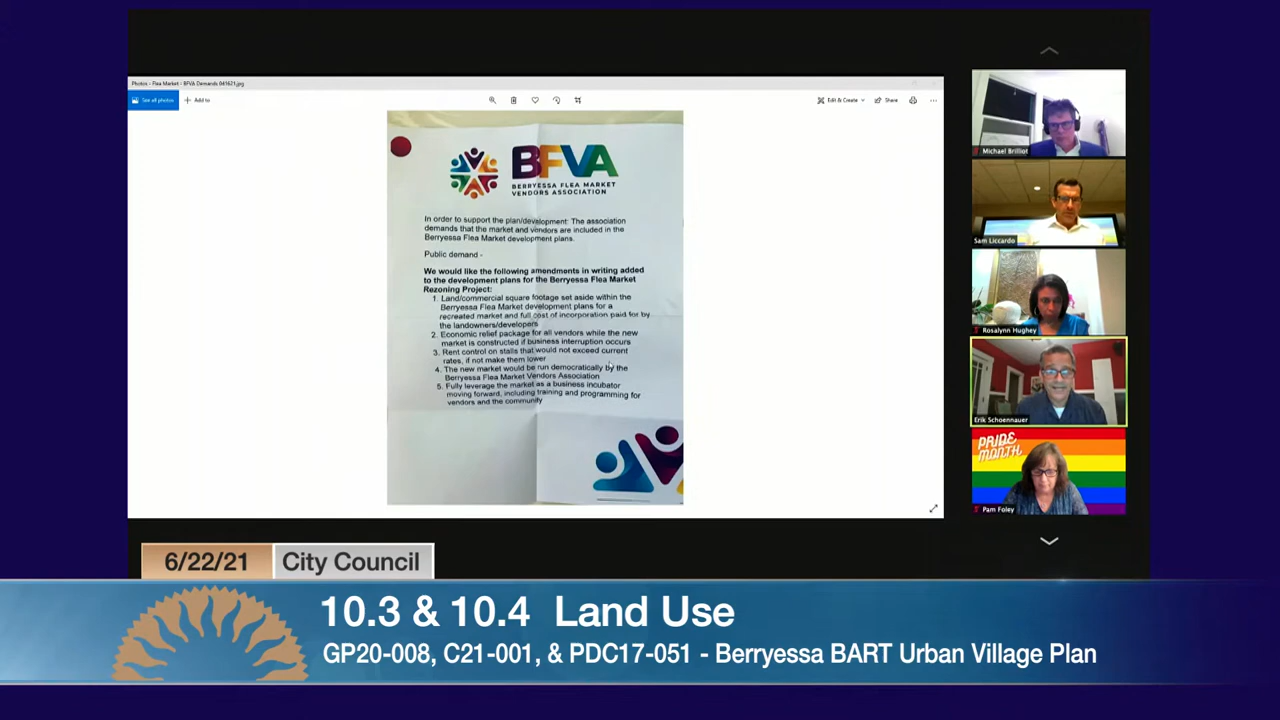 Photos - Flea Market - BFVA Demands 041621.jpg
See all photos
Add to
Edit & Create
Share
BFVA
BERRYESSA FLEA MARKET
VENDORS ASSOCIATION
In order to support the plan/development: The association
demands that the market and vendors are included in the
Berryessa Flea Market development plans.
Public demand -
We would like the following amendments in writing added
to the development plans for the Berryessa Flea Market
Rezoning Project:
1. Land/commercial square footage set aside within the
Berryessa Flea Market development plans for a
recreated market and full cost of incorporation paid for by
the landowners/developers
2. Economic relief package for all vendors while the new
market is constructed if business interruption occurs
3. Rent control on stalls that would not exceed current
rates, if not make them lower
4. The new market would be run democratically by the
Berryessa Flea Market Vendors Association
5. Fully leverage the market as a business incubator
moving forward, including training and programming for
vendors and the community
Michael Brilliot
Sam Liccardo
Rosalynn Hughey
Erik Schoennauer
PRIDE
MONTH
Pam Foley
6/22/21
City Council
10.3 & 10.4 Land Use
GP20-008, C21-001, & PDC17-051 - Berryessa BART Urban Village Plan